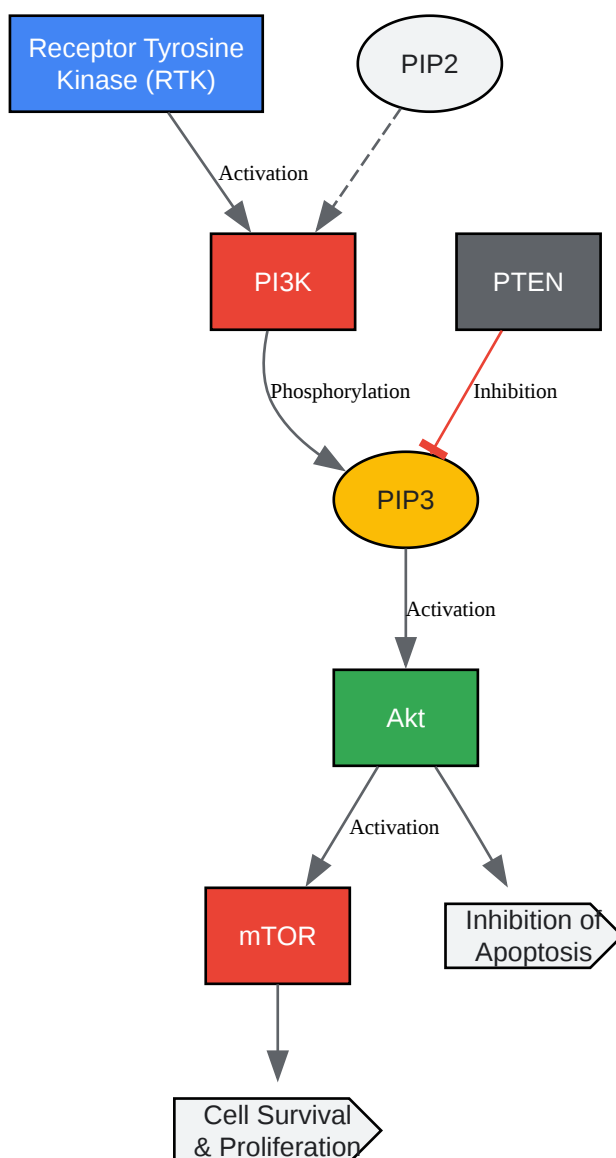 Receptor Tyrosine
Kinase (RTK)
PIP2
Activation
PI3K
PTEN
Phosphorylation
Inhibition
PIP3
Activation
Akt
Activation
mTOR
Inhibition of
Apoptosis
Cell Survival
& Proliferation